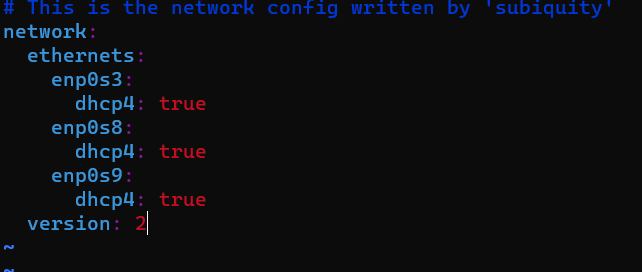 # This is the network config written by 'subiquity'
network:
  ethernets:
    enp0s3:
      dhcp4: true
    enp0s8:
      dhcp4: true
    enp0s9:
      dhcp4: true
  version: 2
~
~